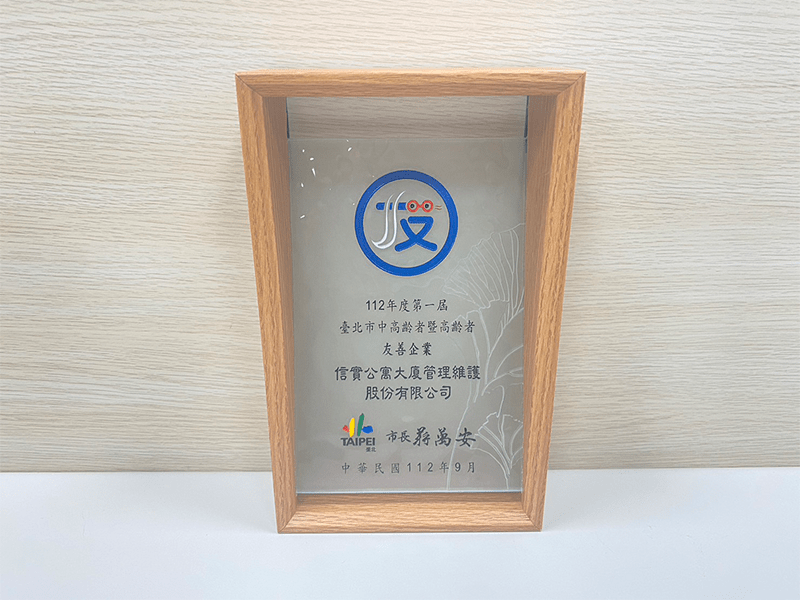 友
112年度第一屆
臺北市中高齡者暨高齡者
友善企業
信實公寓大廈管理維護
股份有限公司
TAIPEI
臺北
市長 蔣萬安
中華民國112年9月